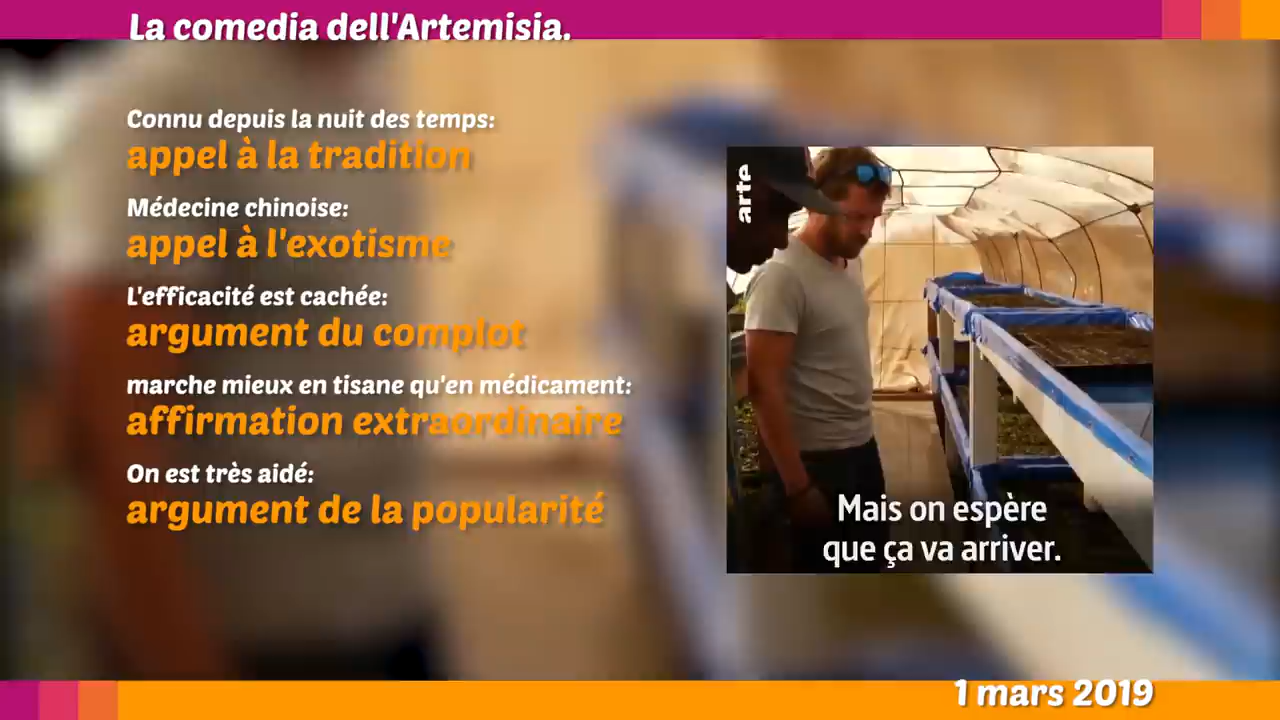 La comedia dell'Artemisia.
Connu depuis la nuit des temps:
appel à la tradition
Médecine chinoise:
appel à l'exotisme
L'efficacité est cachée:
argument du complot
marche mieux en tisane qu'en médicament:
affirmation extraordinaire
On est très aidé:
argument de la popularité
arte
Mais on espère
que ça va arriver.
1 mars 2019